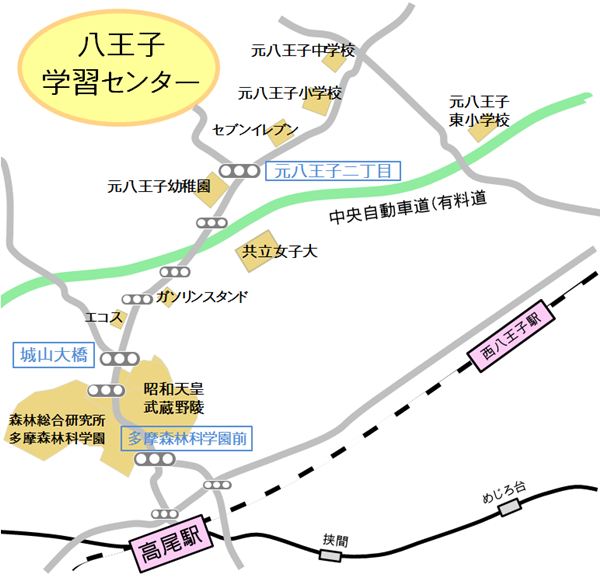 八王子
学習センター
元八王子中学校
元八王子小学校
元八王子
東小学校
セブンイレブン
元八王子二丁目
元八王子幼稚園
中央自動車道(有料道
共立女子大
ガソリンスタンド
エコス
西八王子駅
城山大橋
昭和天皇
武蔵野陵
森林総合研究所
多摩森林科学園
多摩森林科学園前
めじろ台
高尾駅
挟間